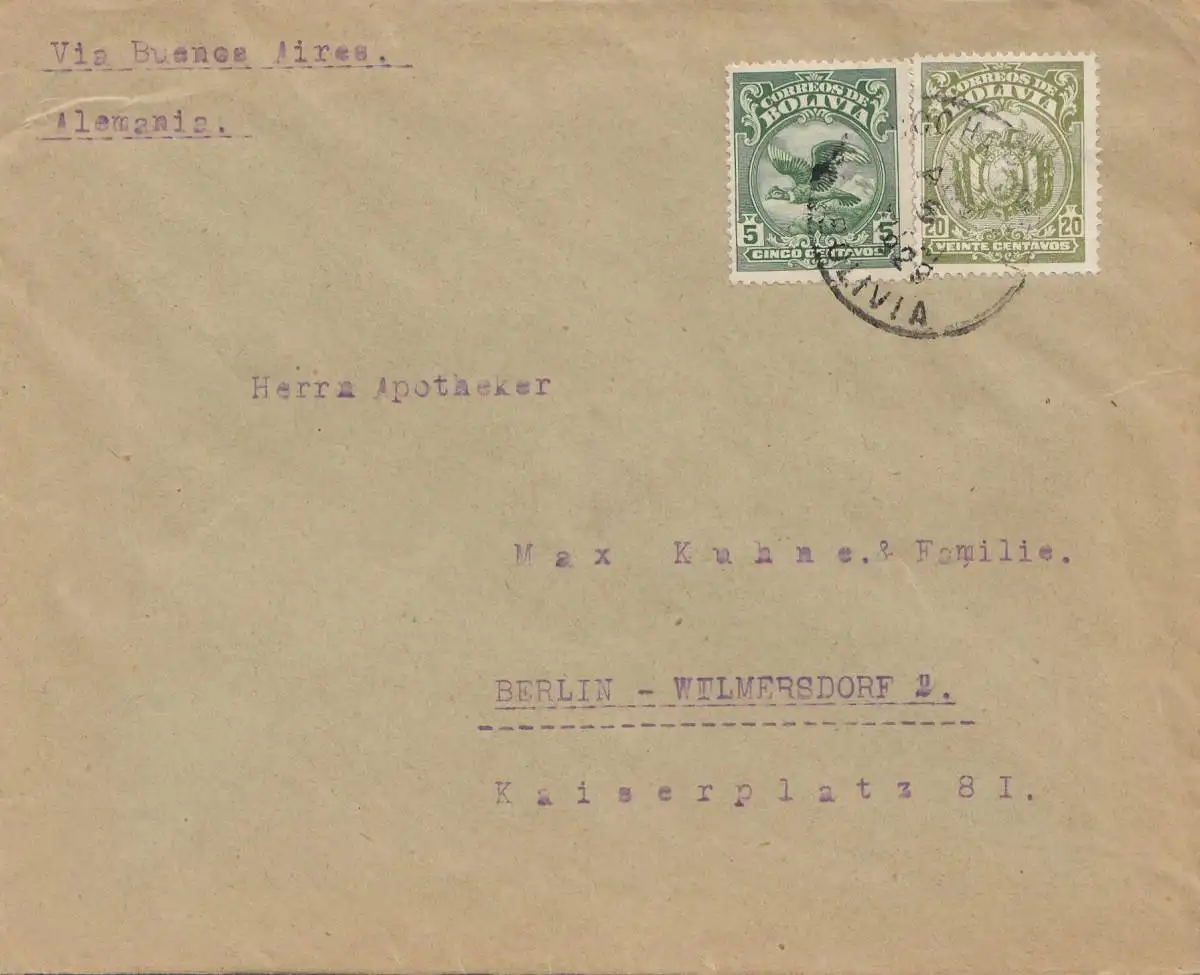 Via Buenos Aires.
Alemania.
CORREOS DE
BOLIVIA
5 5
CINCO CENTAVOS
CORREOS DE
BOLIVIA
20 20
VEINTE CENTAVOS
BOLIVIA
Herrn Apotheker
Max Kuhne.& Familie.
BERLIN - WILMERSDORF 2.
Kaiserplatz 8 I.